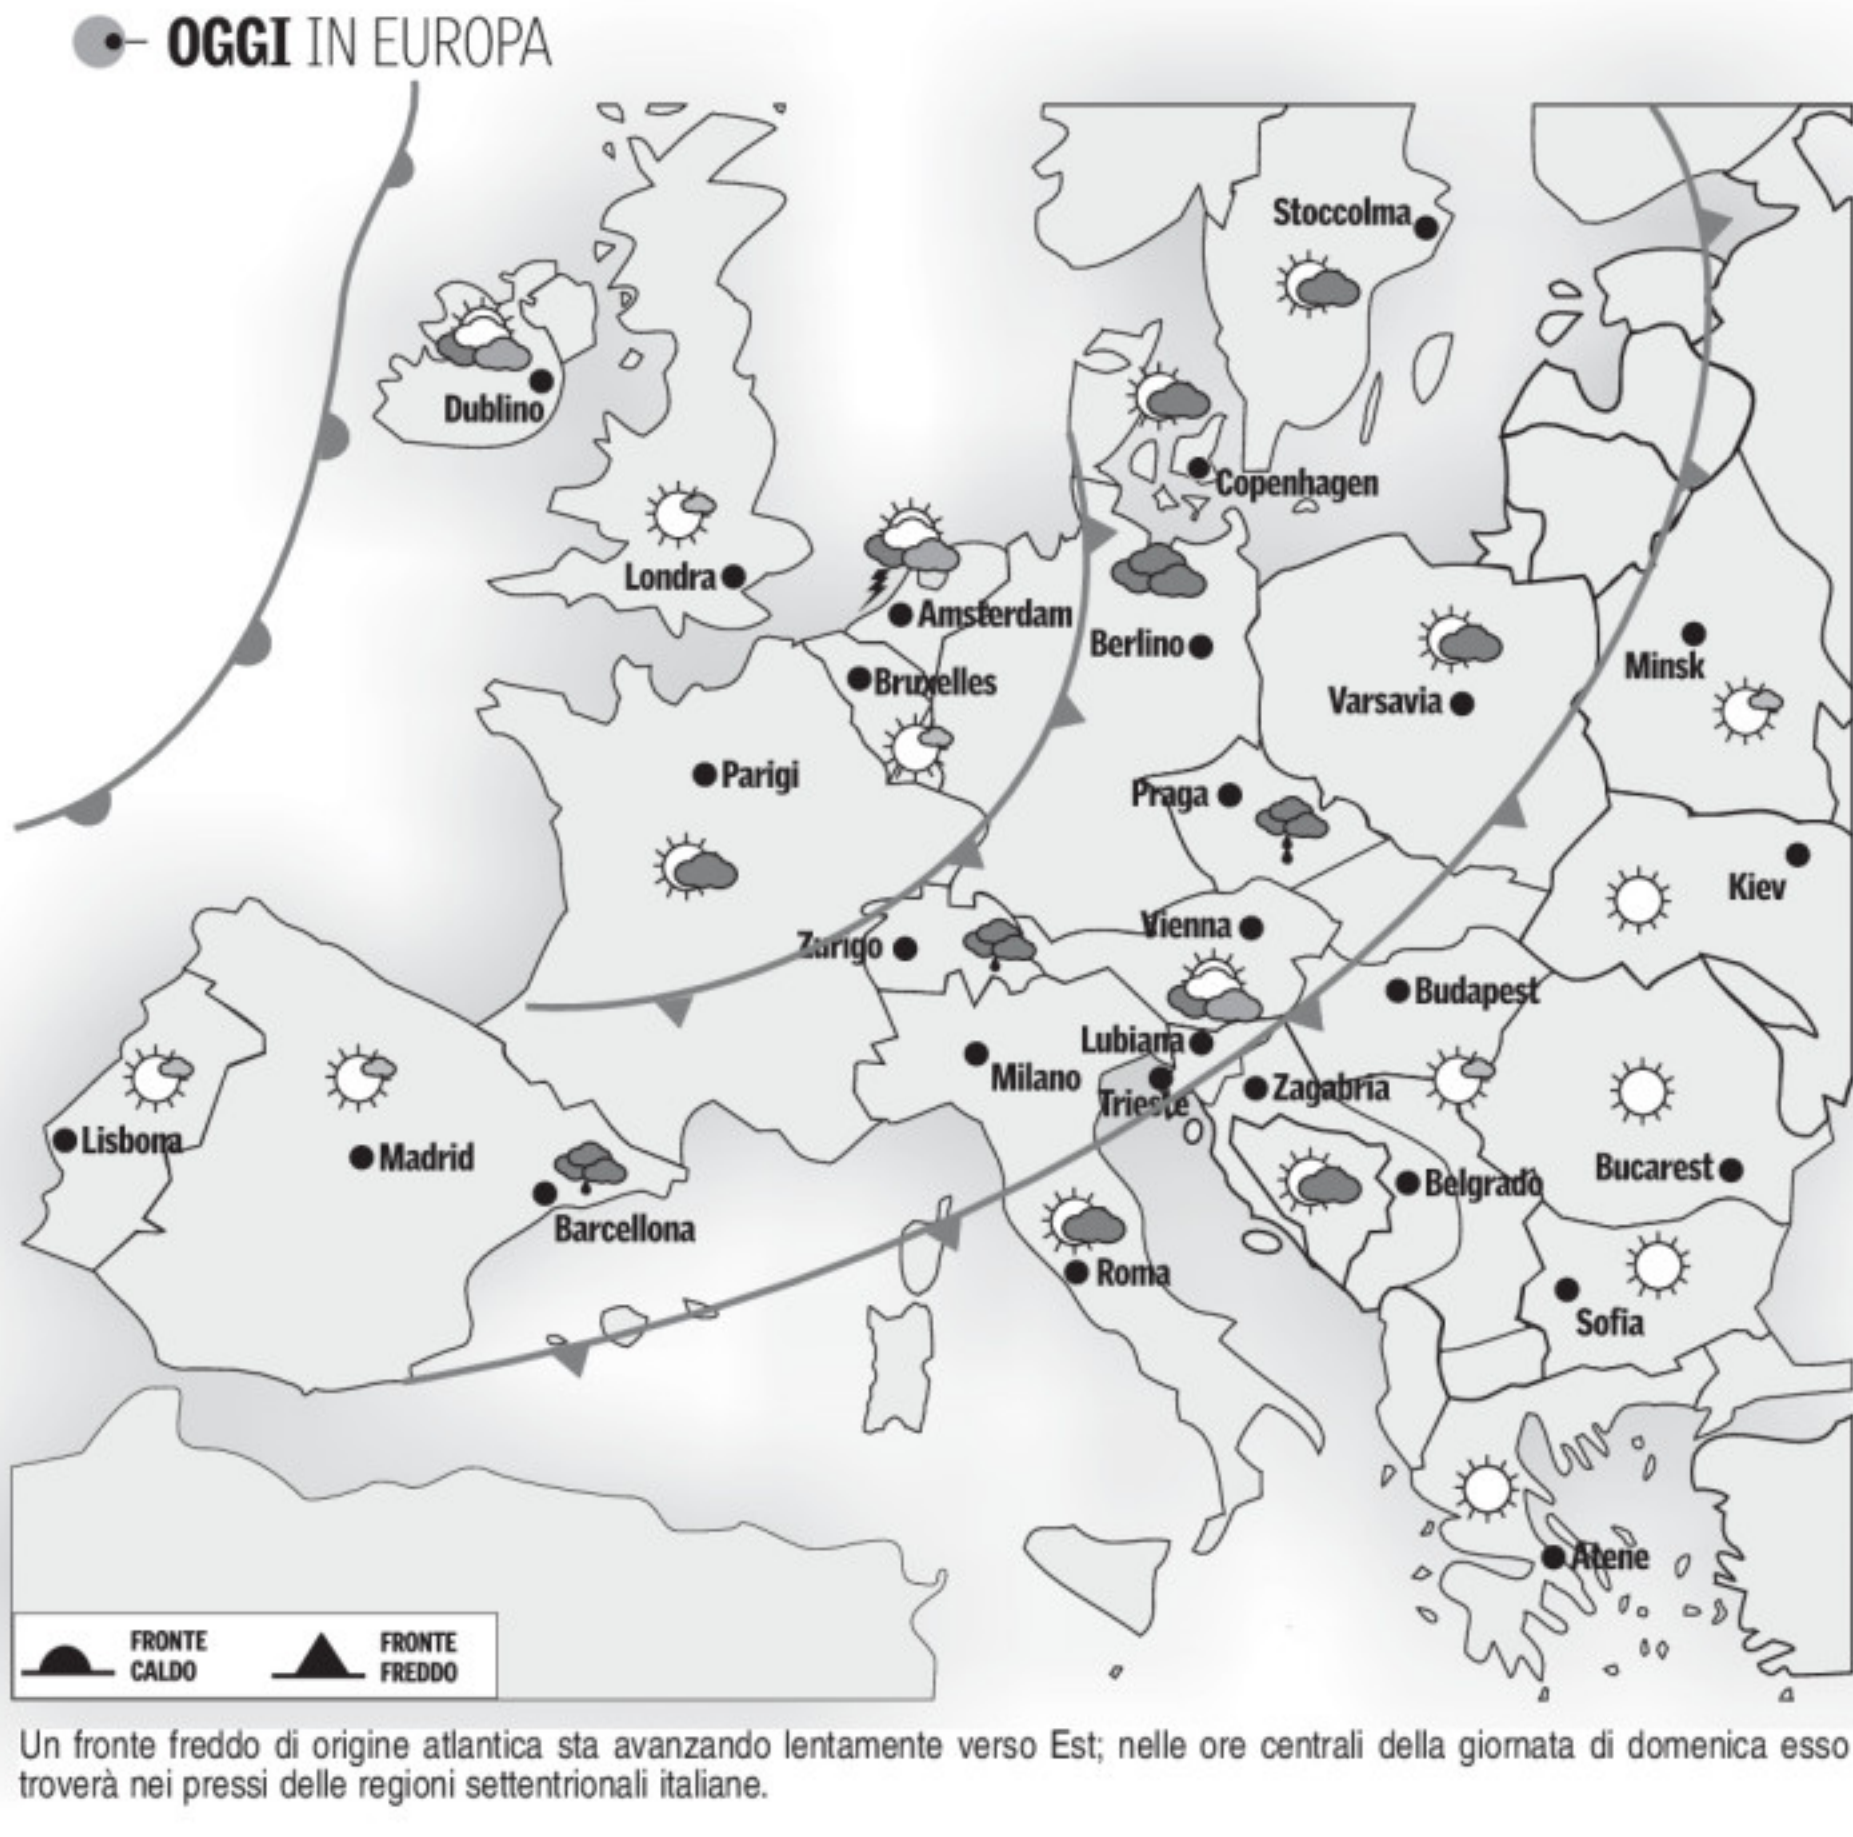 OGGI IN EUROPA
Stoccolma
Dublino
Copenhagen
Londra
Amsterdam
Berlino
Minsk
Bruxelles
Varsavia
Parigi
Praga
Kiev
Vienna
Zurigo
Budapest
Lubiana
Milano
Zagabria
Trieste
Lisbona
Madrid
Bucarest
Belgrado
Barcellona
Roma
Sofia
Atene
FRONTE
CALDO
FRONTE
FREDDO
Un fronte freddo di origine atlantica sta avanzando lentamente verso Est; nelle ore centrali della giornata di domenica esso
troverà nei pressi delle regioni settentrionali italiane.